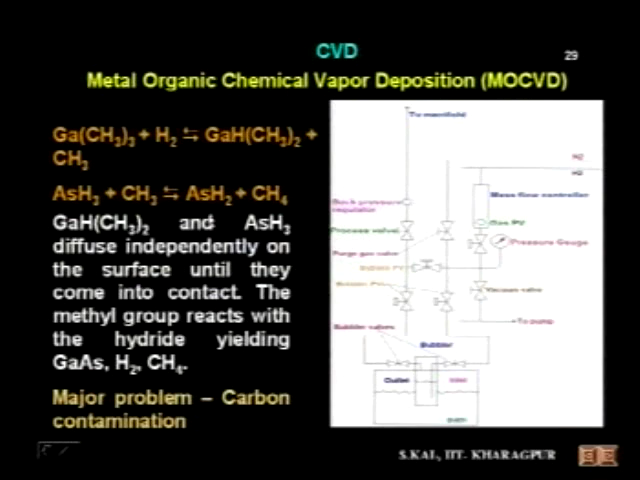 CVD
29
Metal Organic Chemical Vapor Deposition (MOCVD)
Ga(CH₃)₃ + H₂ ⇆ GaH(CH₃)₂ +
CH₃
AsH₃ + CH₃ ⇆ AsH₂ + CH₄
GaH(CH₃)₂ and AsH₃
diffuse independently on
the surface until they
come into contact. The
methyl group reacts with
the hydride yielding
GaAs, H₂, CH₄.
Major problem – Carbon
contamination
To manifold
H2
Mass flow controller
Back pressure
regulator
Gas PV
Process valve
Pressure Gauge
Purge gas valve
Vacuum valve
To pump
Bubbler valves
Bubbler
Outlet
Inlet
S.KAL, IIT- KHARAGPUR